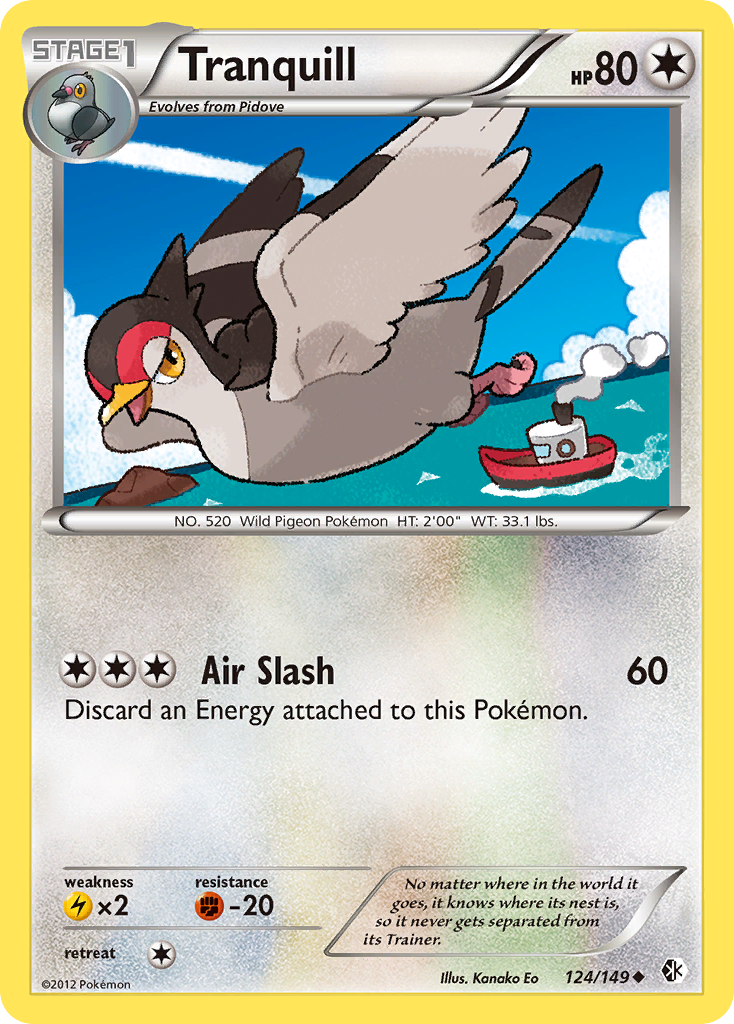 STAGE1
Tranquill
HP80
Evolves from Pidove
NO. 520 Wild Pigeon Pokémon HT: 2'00" WT: 33.1 lbs.
Air Slash 60
Discard an Energy attached to this Pokémon.
weakness
×2
resistance
-20
retreat
No matter where in the world it
goes, it knows where its nest is,
so it never gets separated from
its Trainer.
©2012 Pokémon
Illus. Kanako Eo
124/149